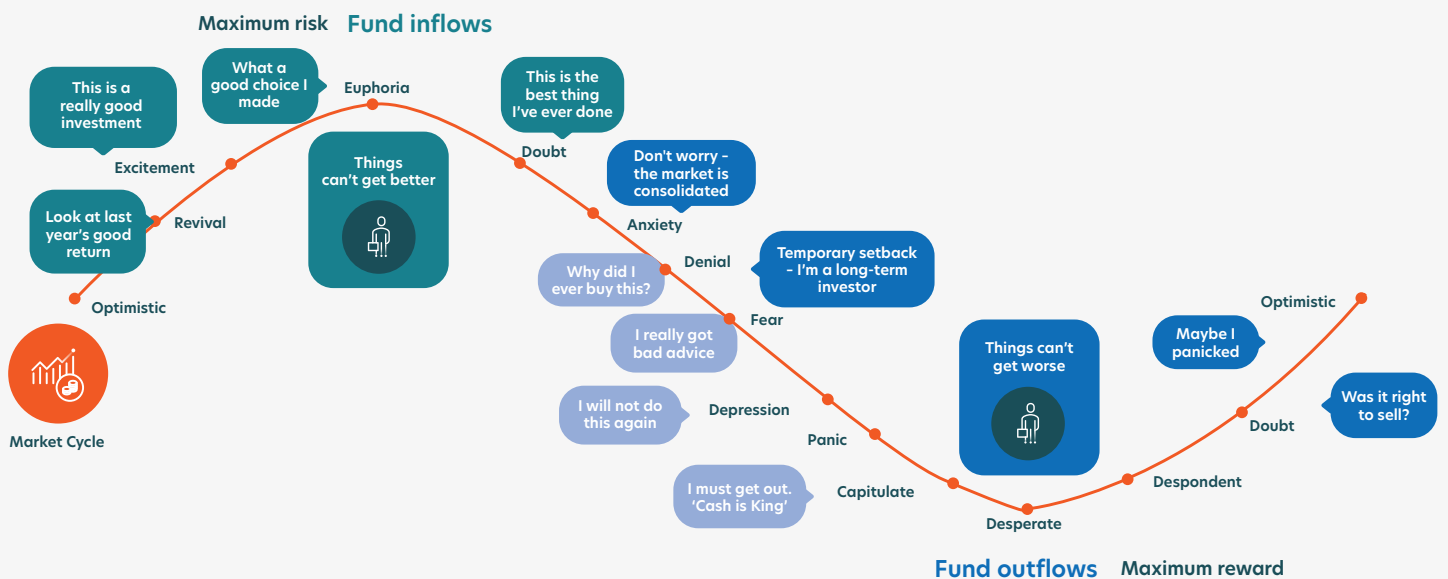 Maximum risk Fund inflows
This is a
really good
investment
What a
good choice I
made
Euphoria
This is the
best thing
I've ever done
Excitement
Things
can't get better
Doubt
Don't worry –
the market is
consolidated
Look at last
year's good
return
Revival
Anxiety
Optimistic
Why did I
ever buy this?
Denial
Temporary setback
– I'm a long-term
investor
I really got
bad advice
Fear
Market Cycle
I will not do
this again
Depression
Panic
I must get out.
‘Cash is King’
Capitulate
Things can't
get worse
Desperate
Despondent
Maybe I
panicked
Doubt
Was it right
to sell?
Optimistic
Fund outflows Maximum reward